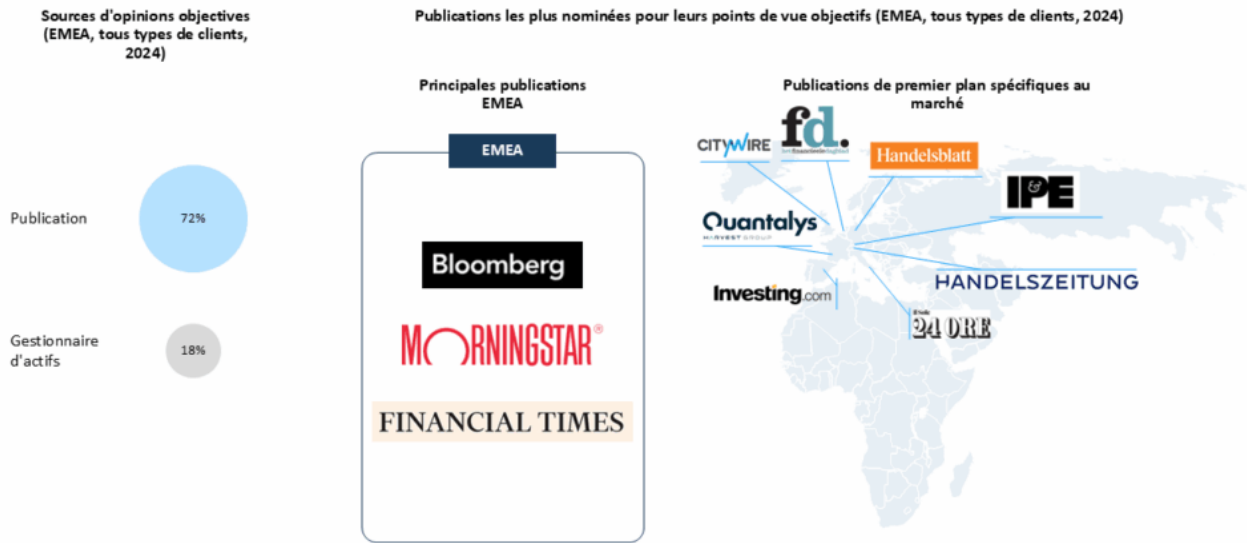 Sources d'opinions objectives
(EMEA, tous types de clients,
2024)
Publication
72%
Gestionnaire
d'actifs
18%
Publications les plus nominées pour leurs points de vue objectifs (EMEA, tous types de clients, 2024)
Principales publications
EMEA
EMEA
Bloomberg
MORNINGSTAR®
FINANCIAL TIMES
Publications de premier plan spécifiques au
marché
CITYWIRE
fd.
Handelsblatt
I&PE
Quantalys
HARVEST GROUP
HANDELSZEITUNG
Investing.com
24 ORE